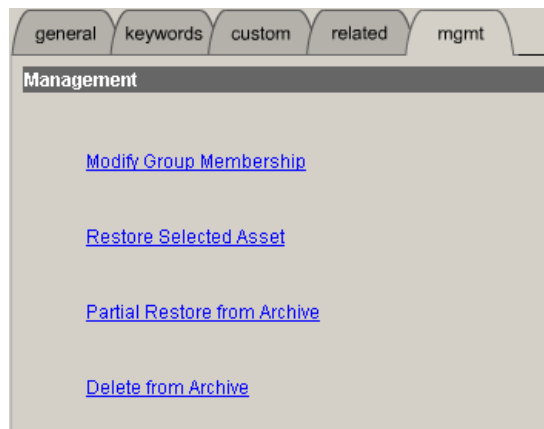 general keywords custom related mgmt
Management
Modify Group Membership
Restore Selected Asset
Partial Restore from Archive
Delete from Archive